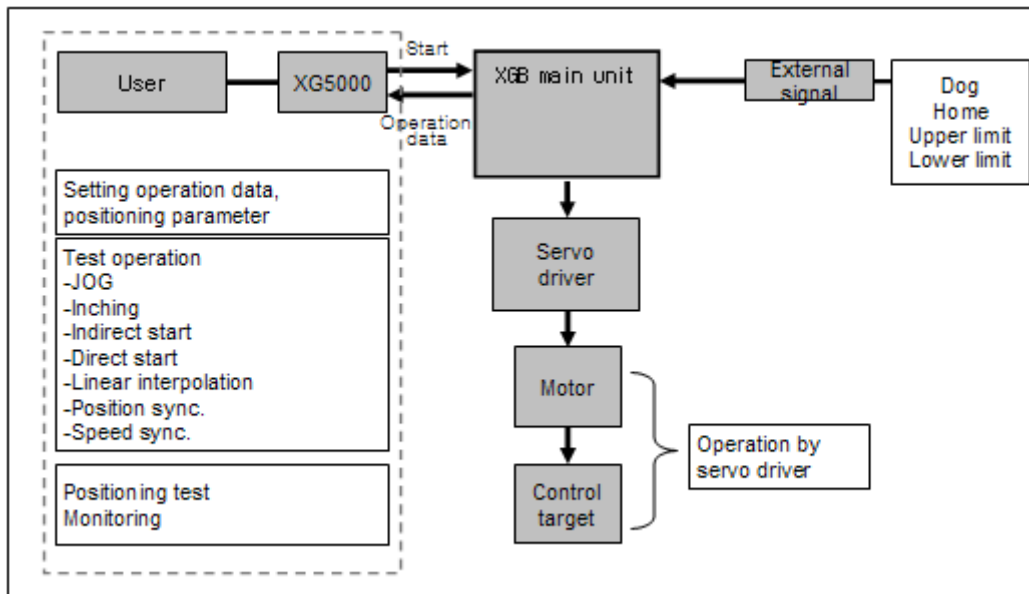 User
XG5000
Start
Operation
data
XGB main unit
External
signal
Dog
Home
Upper limit
Lower limit
Setting operation data,
positioning parameter
Test operation
-JOG
-Inching
-Indirect start
-Direct start
-Linear interpolation
-Position sync.
-Speed sync.
Positioning test
Monitoring
Servo
driver
Motor
Control
target
Operation by
servo driver